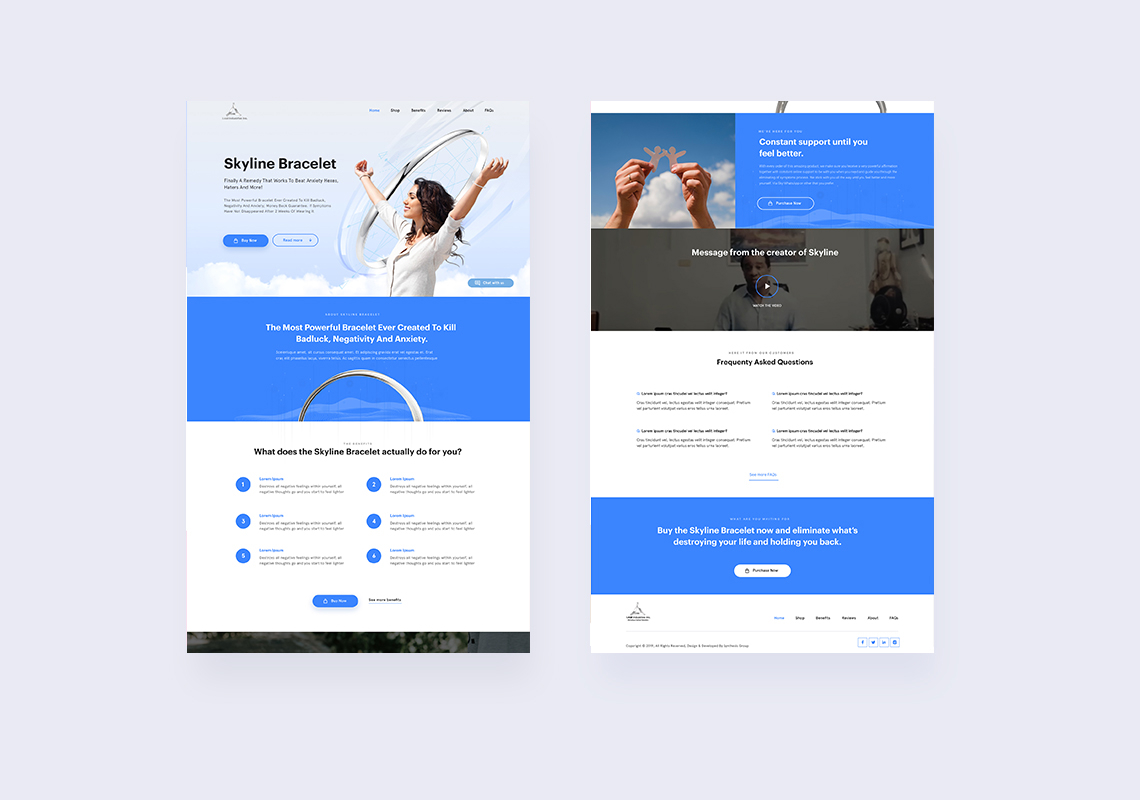 Home Shop Benefits Reviews About FAQs
Skyline Bracelet
Finally A Remedy That Works To Beat Anxiety Hexes,
Haters And More!
The Most Powerful Bracelet Ever Created To Kill Badluck,
Negativity And Anxiety. Money Back Guarantee, If Symptoms
Have Not Disappeared After 2 Weeks Of Wearing It.
Buy Now
Read more
Chat with us
ABOUT SKYLINE BRACELET
The Most Powerful Bracelet Ever Created To Kill
Badluck, Negativity And Anxiety.
THE BENEFITS
What does the Skyline Bracelet actually do for you?
1
Lorem Ipsum
Destroys all negative feelings within yourself, all
negative thoughts go and you start to feel lighter
2
Lorem Ipsum
Destroys all negative feelings within yourself, all
negative thoughts go and you start to feel lighter
3
Lorem Ipsum
Destroys all negative feelings within yourself, all
negative thoughts go and you start to feel lighter
4
Lorem Ipsum
Destroys all negative feelings within yourself, all
negative thoughts go and you start to feel lighter
5
Lorem Ipsum
Destroys all negative feelings within yourself, all
negative thoughts go and you start to feel lighter
6
Lorem Ipsum
Destroys all negative feelings within yourself, all
negative thoughts go and you start to feel lighter
Buy Now
See more benefits
WE'RE HERE FOR YOU
Constant support until you
feel better.
Purchase Now
Message from the creator of Skyline
WATCH THE VIDEO
HERE IT FROM OUR CUSTOMERS
Frequenty Asked Questions
Lorem ipsum cras tincudel vel lectus velit integer?
Cras tincidunt vel, lectus egestas velit integer consequat. Pretium
vel parturient volutpat varius eros tellus urna laoreet.
Lorem ipsum cras tincudel vel lectus velit integer?
Cras tincidunt vel, lectus egestas velit integer consequat. Pretium
vel parturient volutpat varius eros tellus urna laoreet.
Lorem ipsum cras tincudel vel lectus velit integer?
Cras tincidunt vel, lectus egestas velit integer consequat. Pretium
vel parturient volutpat varius eros tellus urna laoreet.
Lorem ipsum cras tincudel vel lectus velit integer?
Cras tincidunt vel, lectus egestas velit integer consequat. Pretium
vel parturient volutpat varius eros tellus urna laoreet.
See more FAQs
WHAT ARE YOU WAITING FOR
Buy the Skyline Bracelet now and eliminate what's
destroying your life and holding you back.
Purchase Now
Home Shop Benefits Reviews About FAQs
Copyright © 2019, All Rights Reserved, Design & Developed By Synthesis Group.